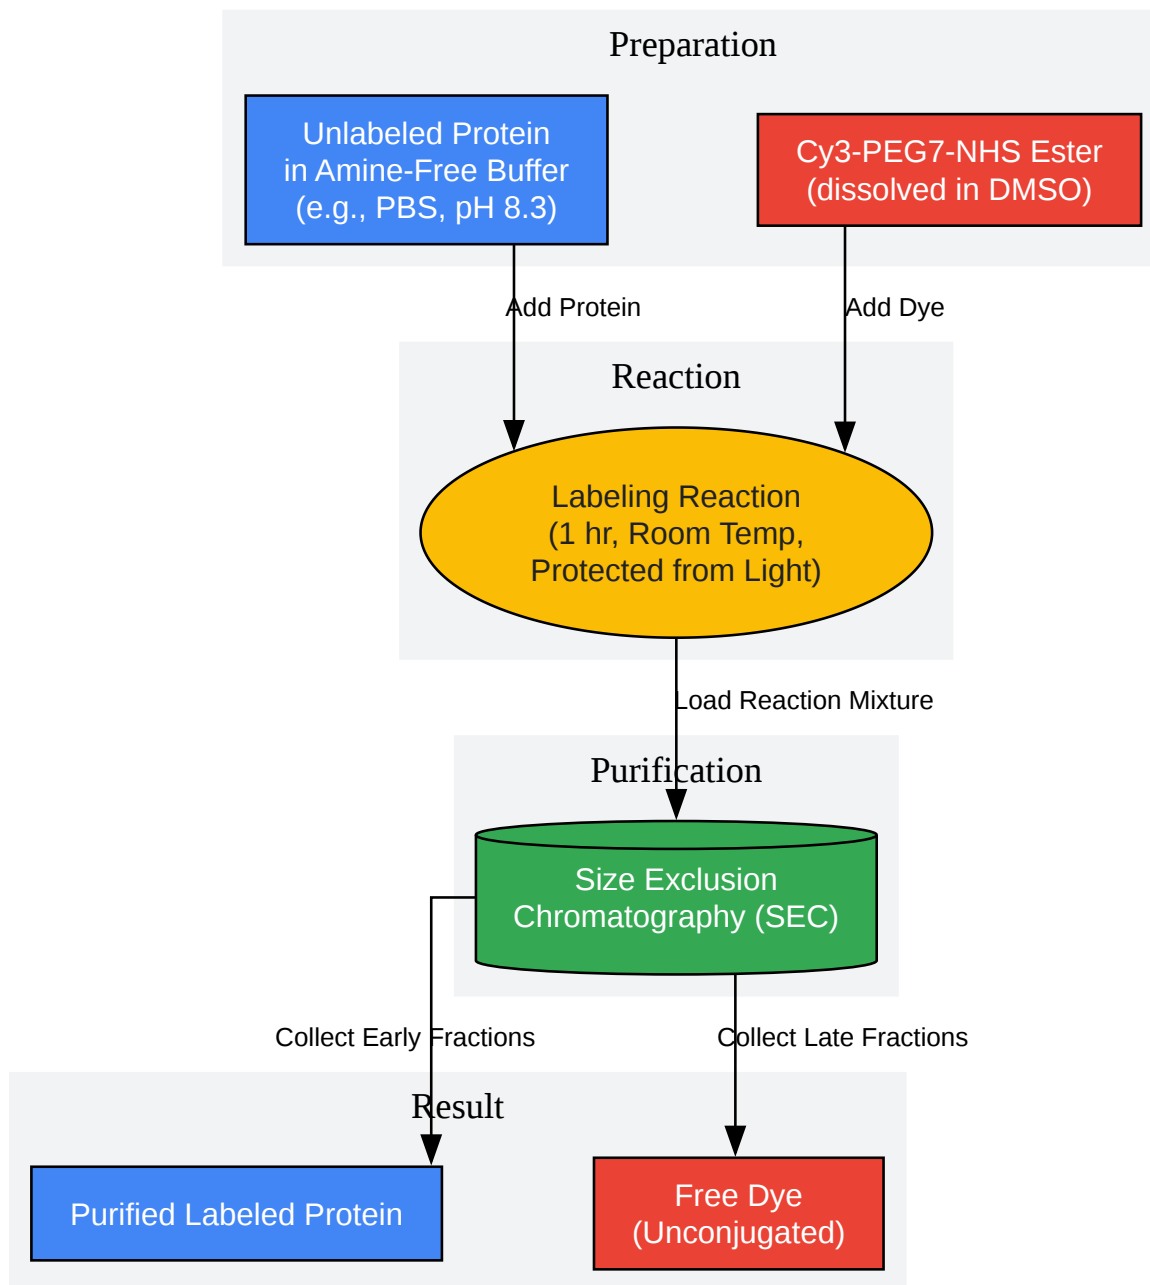 Preparation
Unlabeled Protein
in Amine-Free Buffer
(e.g., PBS, pH 8.3)
Cy3-PEG7-NHS Ester
(dissolved in DMSO)
Add Protein
Add Dye
Reaction
Labeling Reaction
(1 hr, Room Temp,
Protected from Light)
Load Reaction Mixture
Purification
Size Exclusion
Chromatography (SEC)
Collect Early Fractions
Collect Late Fractions
Result
Purified Labeled Protein
Free Dye
(Unconjugated)